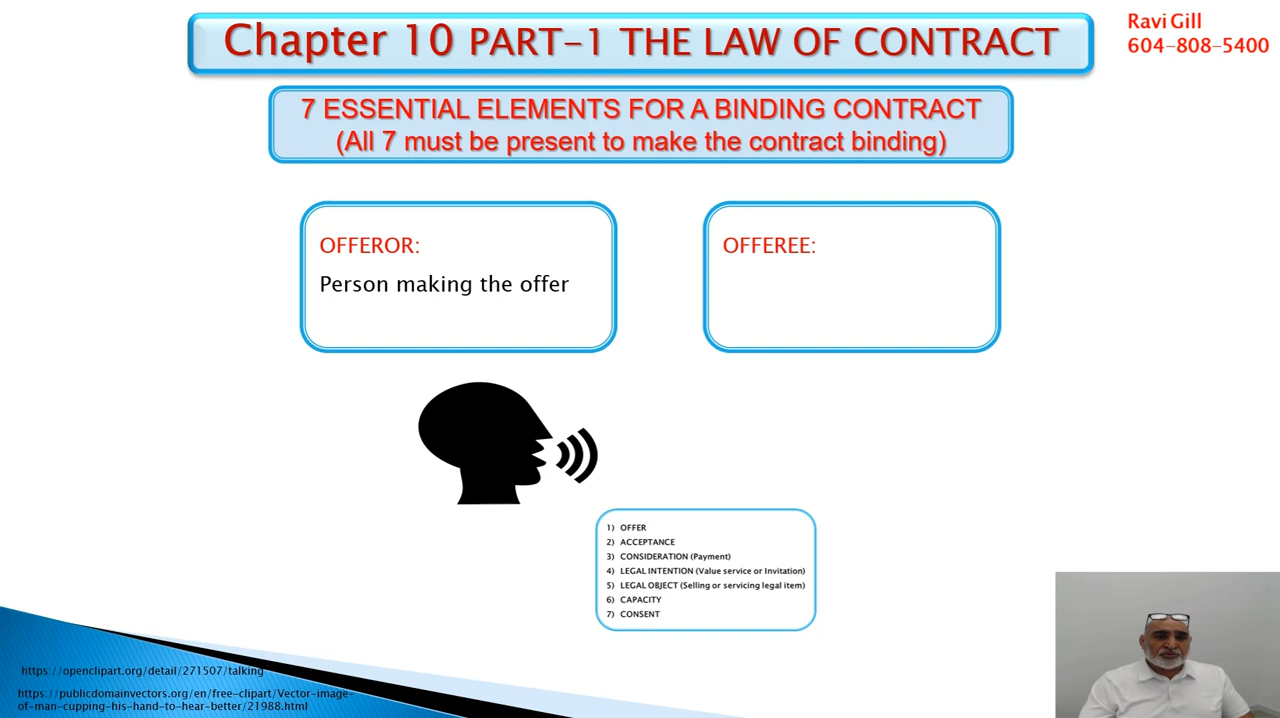 Chapter 10 PART-1 THE LAW OF CONTRACT
Ravi Gill
604-808-5400
7 ESSENTIAL ELEMENTS FOR A BINDING CONTRACT
(All 7 must be present to make the contract binding)
OFFEROR:
Person making the offer
OFFEREE:
1) OFFER
2) ACCEPTANCE
3) CONSIDERATION (Payment)
4) LEGAL INTENTION (Value service or Invitation)
5) LEGAL OBJECT (Selling or servicing legal item)
6) CAPACITY
7) CONSENT
https://openclipart.org/detail/271507/talking
https://publicdomainvectors.org/en/free-clipart/Vector-image-
of-man-cupping-his-hand-to-hear-better/21988.html